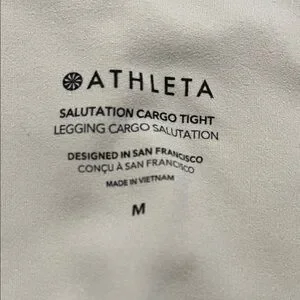 ATHLETA
SALUTATION CARGO TIGHT
LEGGING CARGO SALUTATION
DESIGNED IN SAN FRANCISCO
CONÇU À SAN FRANCISCO
MADE IN VIETNAM
M